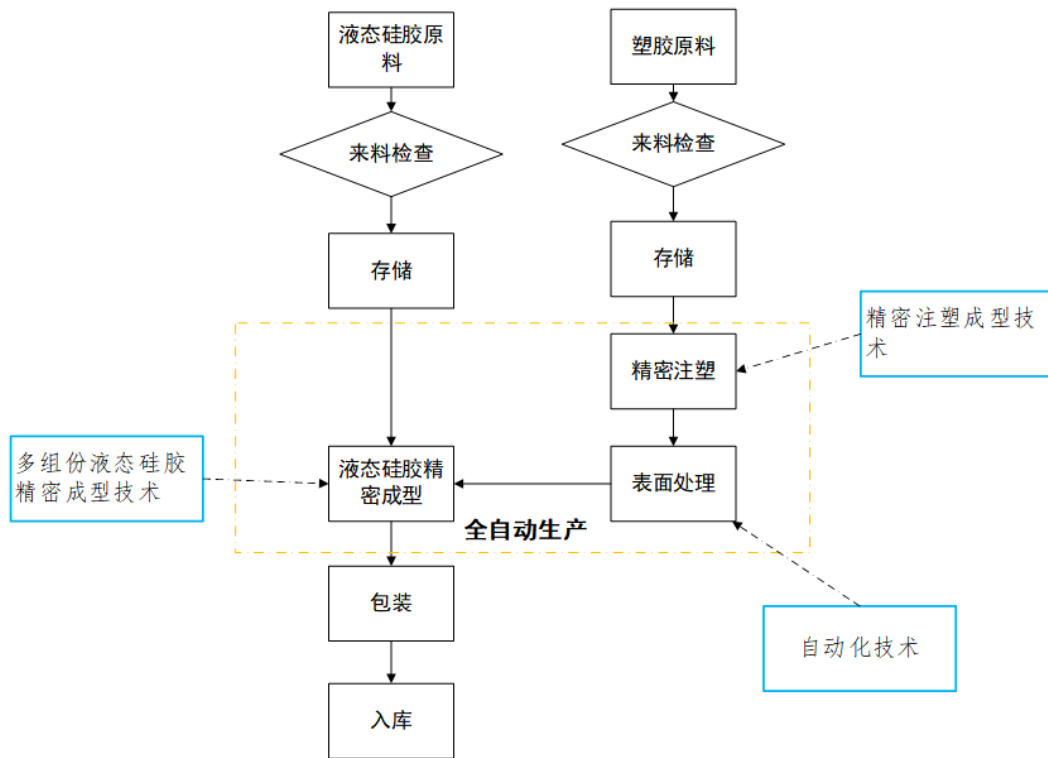 液态硅胶原
料
塑胶原料
来料检查
来料检查
存储
存储
精密注塑成型技
术
精密注塑
多组份液态硅胶
精密成型技术
液态硅胶精
密成型
表面处理
全自动生产
包装
自动化技术
入库